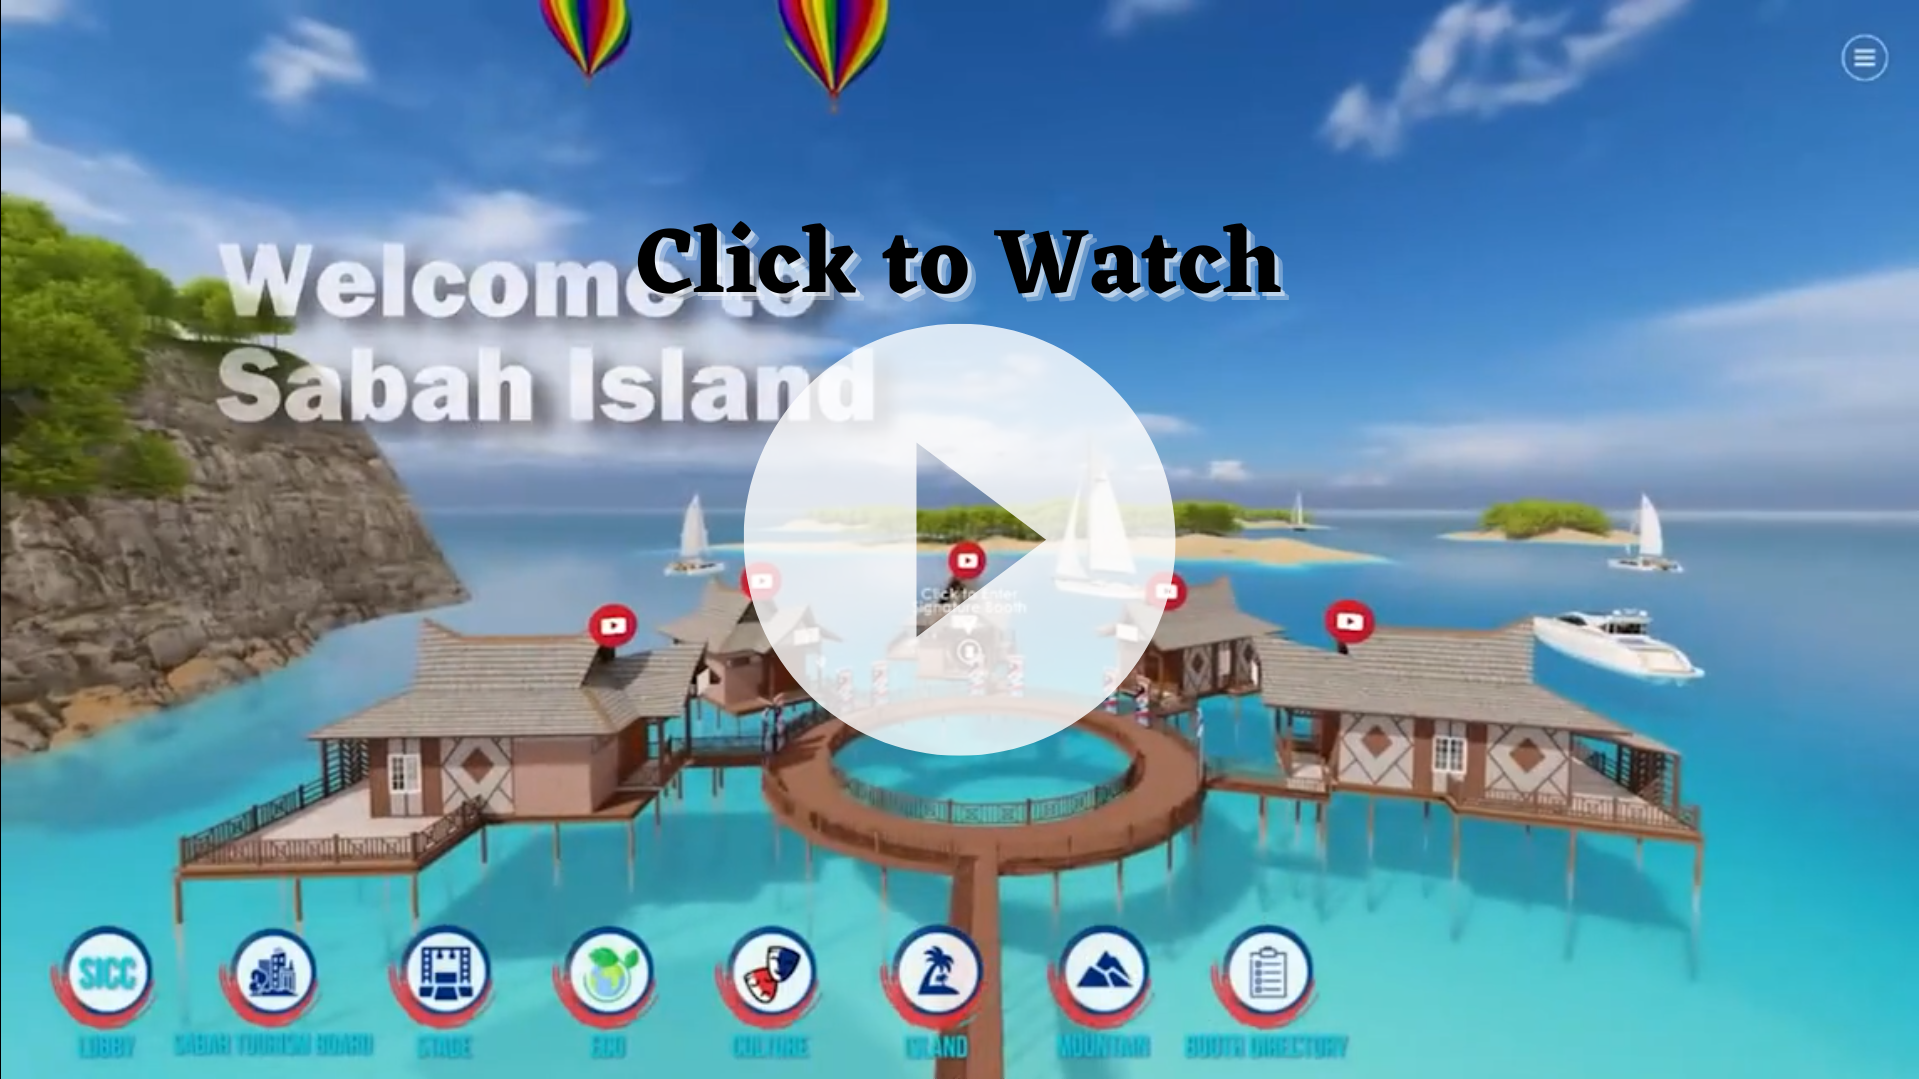 Click to Watch
Welcome to
Sabah Island
Click to Enter
Signature Booth
SICC
LOBBY
SABAH TOURISM BOARD
STAGE
ECO
CULTURE
ISLAND
MOUNTAIN
BOOTH DIRECTORY